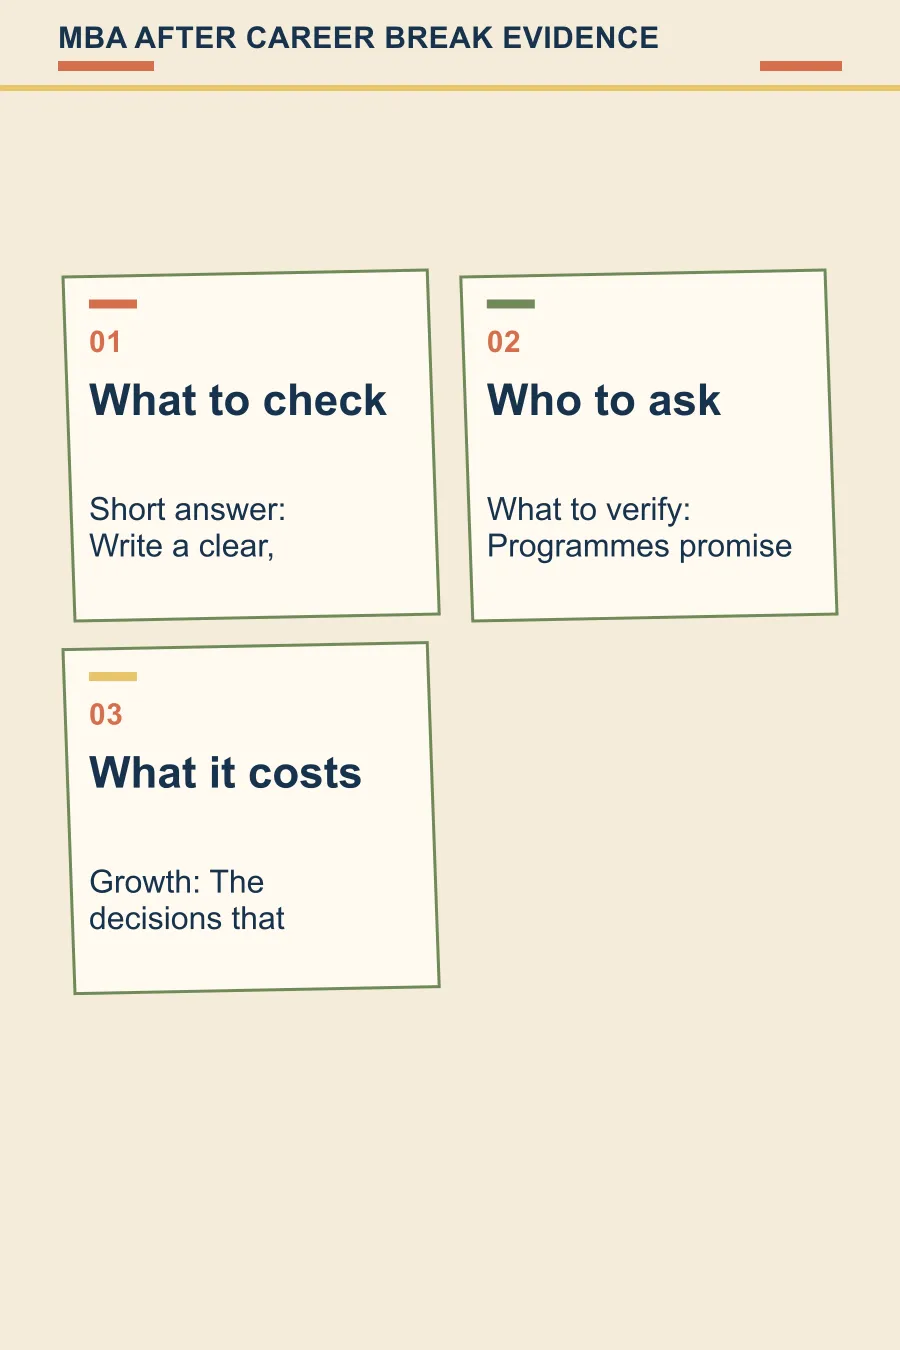 MBA AFTER CAREER BREAK EVIDENCE
01
What to check
Short answer:
Write a clear,
02
Who to ask
What to verify:
Programmes promise
03
What it costs
Growth: The
decisions that